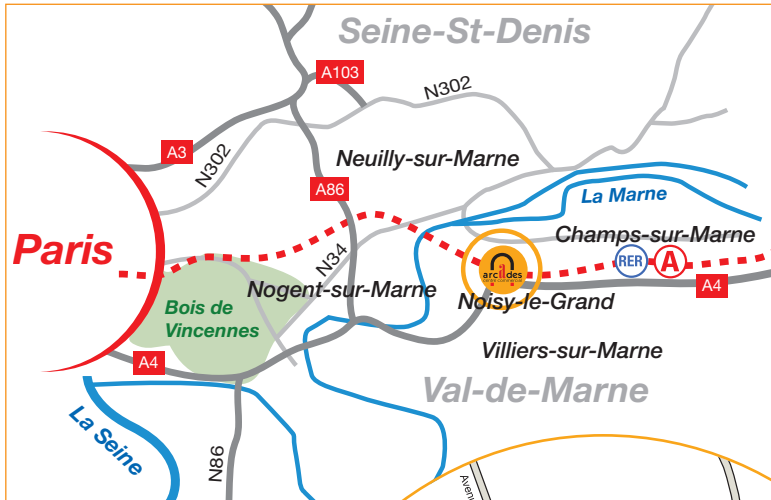 Seine-St-Denis
A103
N302
A3
N302
Neuilly-sur-Marne
A86
La Marne
Paris
Champs-sur-Marne
RER
A
N34
arcades
Nogent-sur-Marne
Noisy-le-Grand
A4
Bois de
Vincennes
Villiers-sur-Marne
A4
Val-de-Marne
La Seine
N86